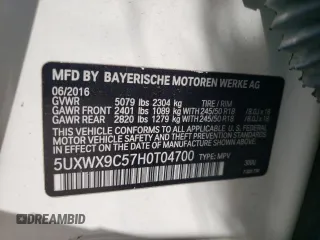 MFD BY BAYERISCHE MOTOREN WERKE AG
06/2016
GVWR 5079 lbs 2304 kg TIRE / RIM
GAWR FRONT 2401 lbs 1089 kg WITH 245/50 R18
GAWR REAR 2820 lbs 1279 kg WITH 245/50 R18
THIS VEHICLE CONFORMS TO ALL APPLICABLE FEDERAL MOTOR
VEHICLE SAFETY, BUMPER, AND THEFT PREVENTION STANDARDS
IN EFFECT ON THE DATE OF MANUFACTURE SHOWN ABOVE.
5UXWX9C57H0T04700 TYPE: MPV